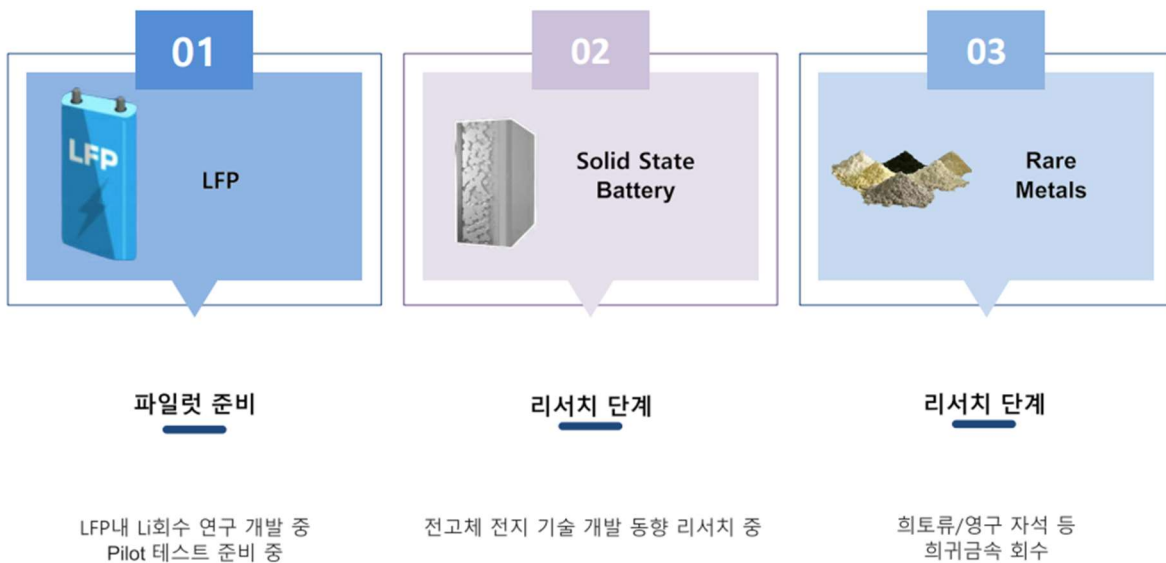 01
LFP
LFP
파일럿 준비
LFP내 Li회수 연구 개발 중
Pilot 테스트 준비 중
02
Solid State
Battery
리서치 단계
전고체 전지 기술 개발 동향 리서치 중
03
Rare
Metals
리서치 단계
희토류/영구 자석 등
희귀금속 회수